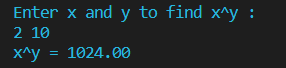 Enter x and y to find x^y :
2 10
x^y = 1024.00